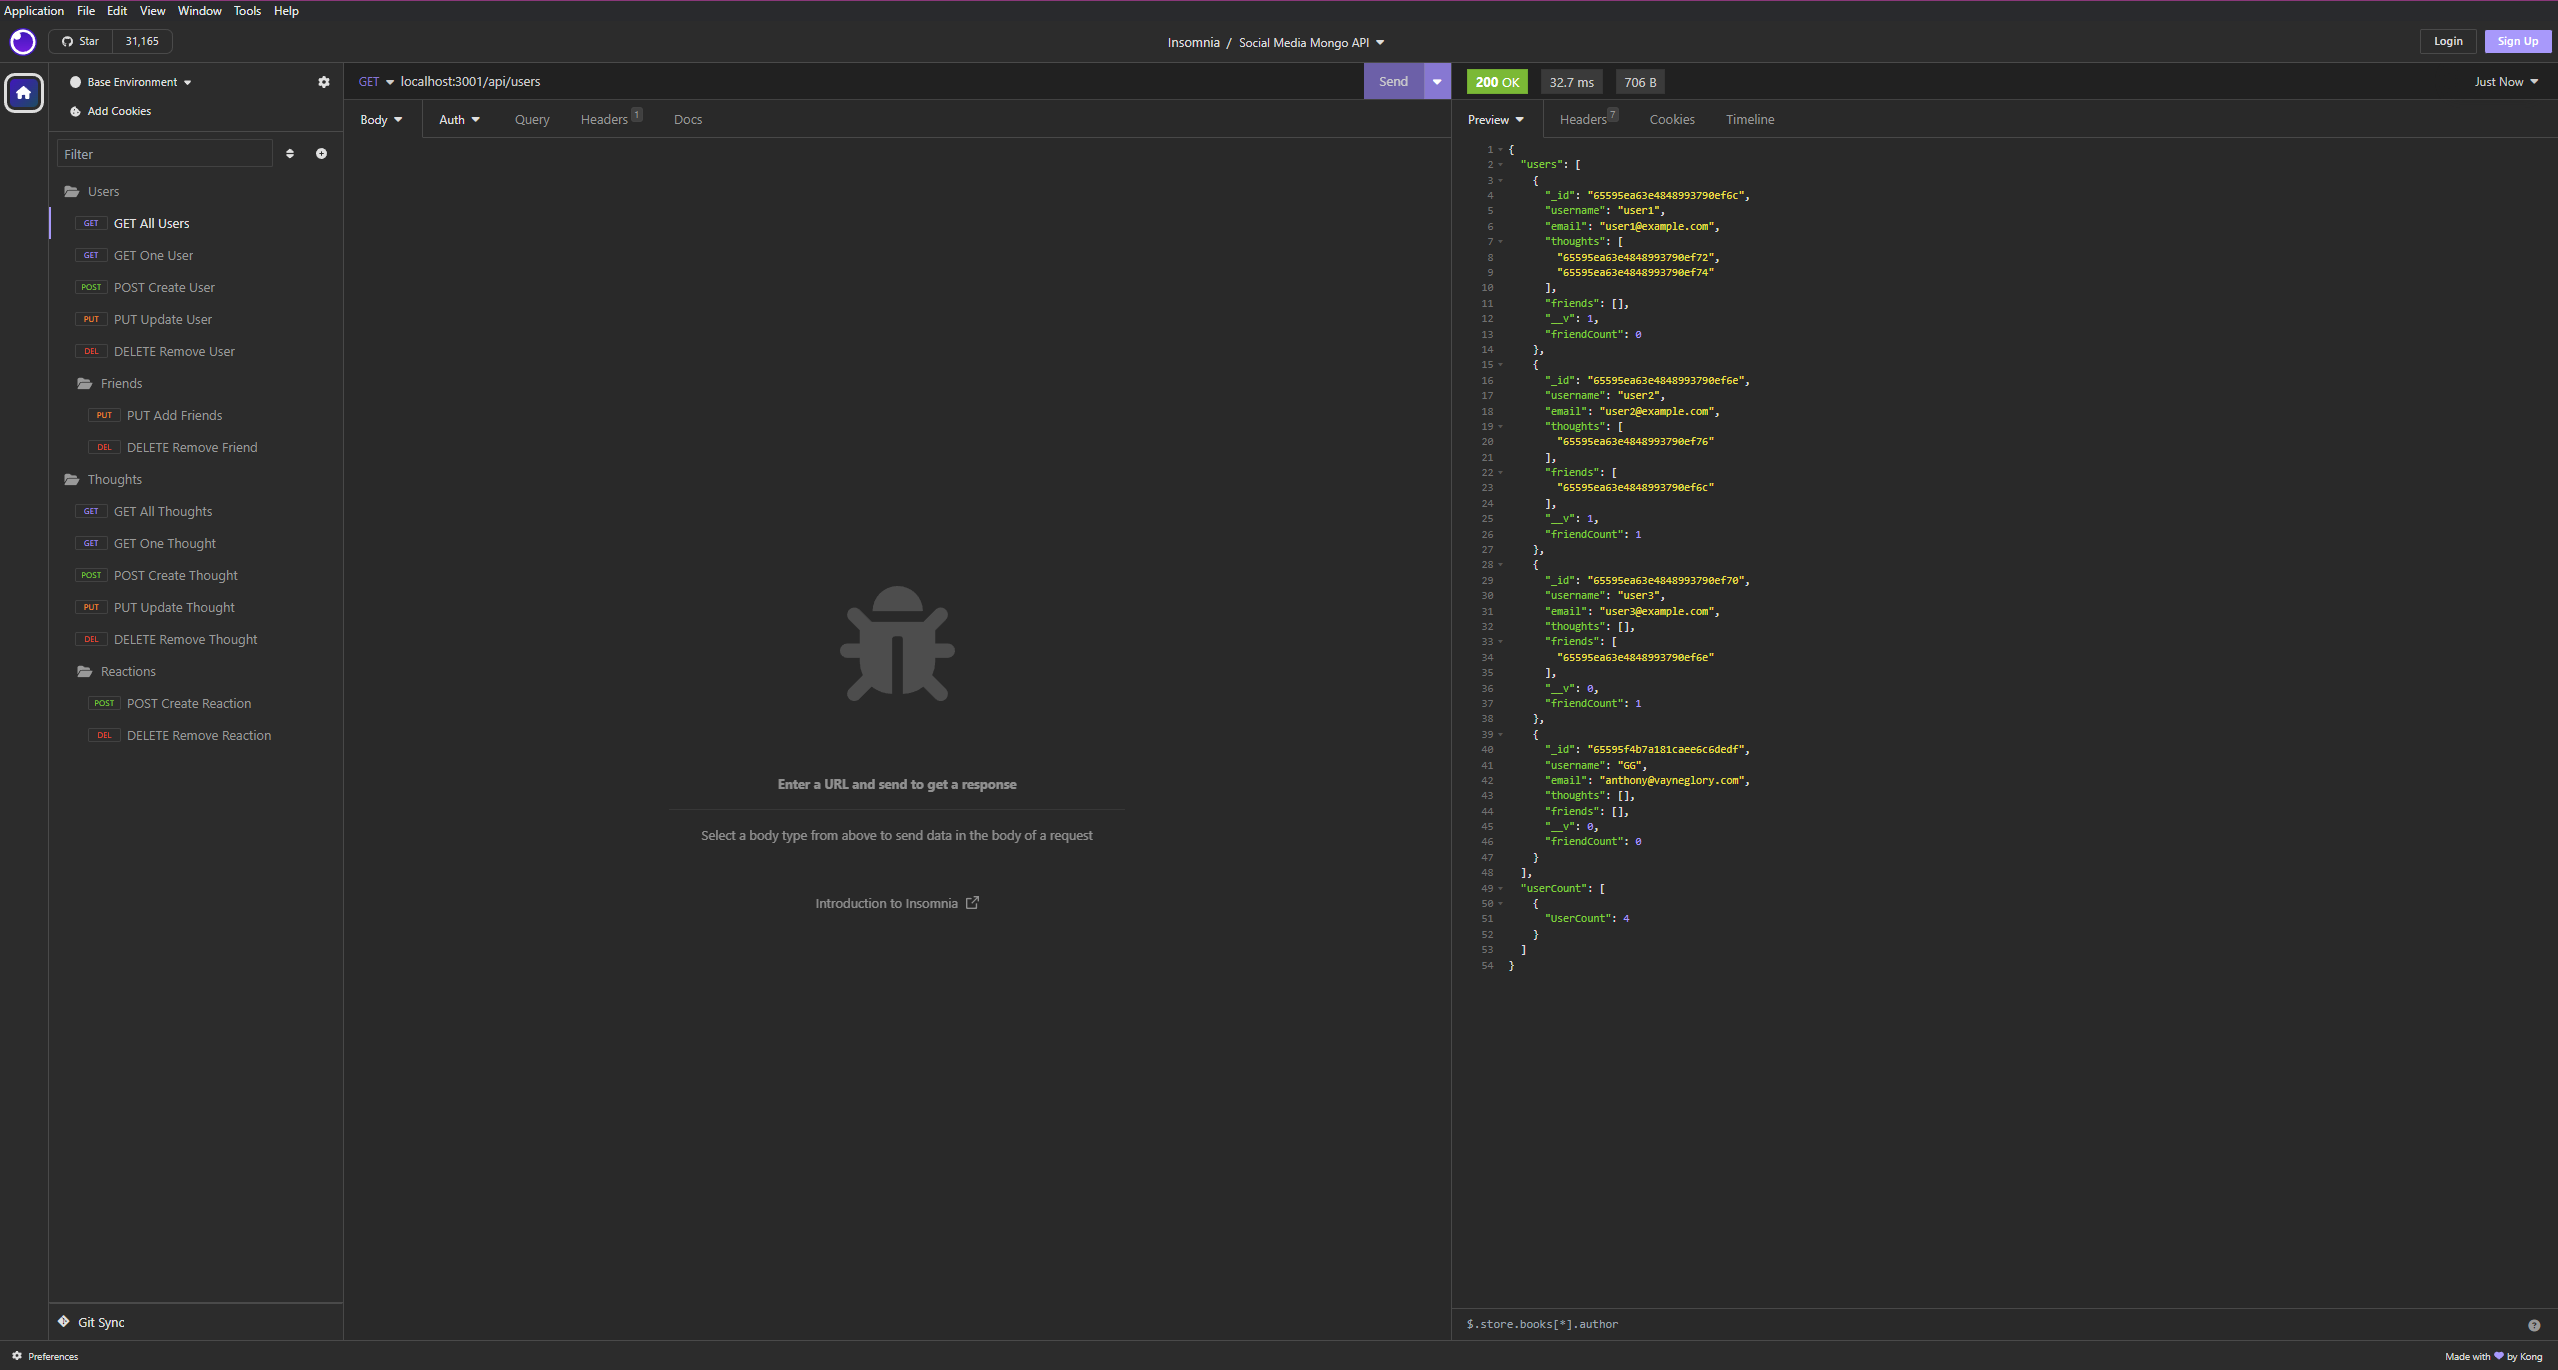 Application File Edit View Window Tools Help
Star 31,165
Insomnia / Social Media Mongo API
Login Sign Up
Base Environment
Add Cookies
Filter
Users
GET GET All Users
GET GET One User
POST POST Create User
PUT PUT Update User
DEL DELETE Remove User
Friends
PUT PUT Add Friends
DEL DELETE Remove Friend
Thoughts
GET GET All Thoughts
GET GET One Thought
POST POST Create Thought
PUT PUT Update Thought
DEL DELETE Remove Thought
Reactions
POST POST Create Reaction
DEL DELETE Remove Reaction
Git Sync
Preferences
GET localhost:3001/api/users Send
Body Auth Query Headers 1 Docs
Enter a URL and send to get a response
Select a body type from above to send data in the body of a request
Introduction to Insomnia
200 OK 32.7 ms 706 B Just Now
Preview Headers 7 Cookies Timeline
1 {
2 "users": [
3 {
4 "_id": "65595ea63e4848993790ef6c",
5 "username": "user1",
6 "email": "user1@example.com",
7 "thoughts": [
8 "65595ea63e4848993790ef72",
9 "65595ea63e4848993790ef74"
10 ],
11 "friends": [],
12 "__v": 1,
13 "friendCount": 0
14 },
15 {
16 "_id": "65595ea63e4848993790ef6e",
17 "username": "user2",
18 "email": "user2@example.com",
19 "thoughts": [
20 "65595ea63e4848993790ef76"
21 ],
22 "friends": [
23 "65595ea63e4848993790ef6c"
24 ],
25 "__v": 1,
26 "friendCount": 1
27 },
28 {
29 "_id": "65595ea63e4848993790ef70",
30 "username": "user3",
31 "email": "user3@example.com",
32 "thoughts": [],
33 "friends": [
34 "65595ea63e4848993790ef6e"
35 ],
36 "__v": 0,
37 "friendCount": 1
38 },
39 {
40 "_id": "65595f4b7a181caee6c6dedf",
41 "username": "GG",
42 "email": "anthony@vayneglory.com",
43 "thoughts": [],
44 "friends": [],
45 "__v": 0,
46 "friendCount": 0
47 }
48 ],
49 "userCount": [
50 {
51 "UserCount": 4
52 }
53 ]
54 }
$.store.books[*].author
Made with by Kong